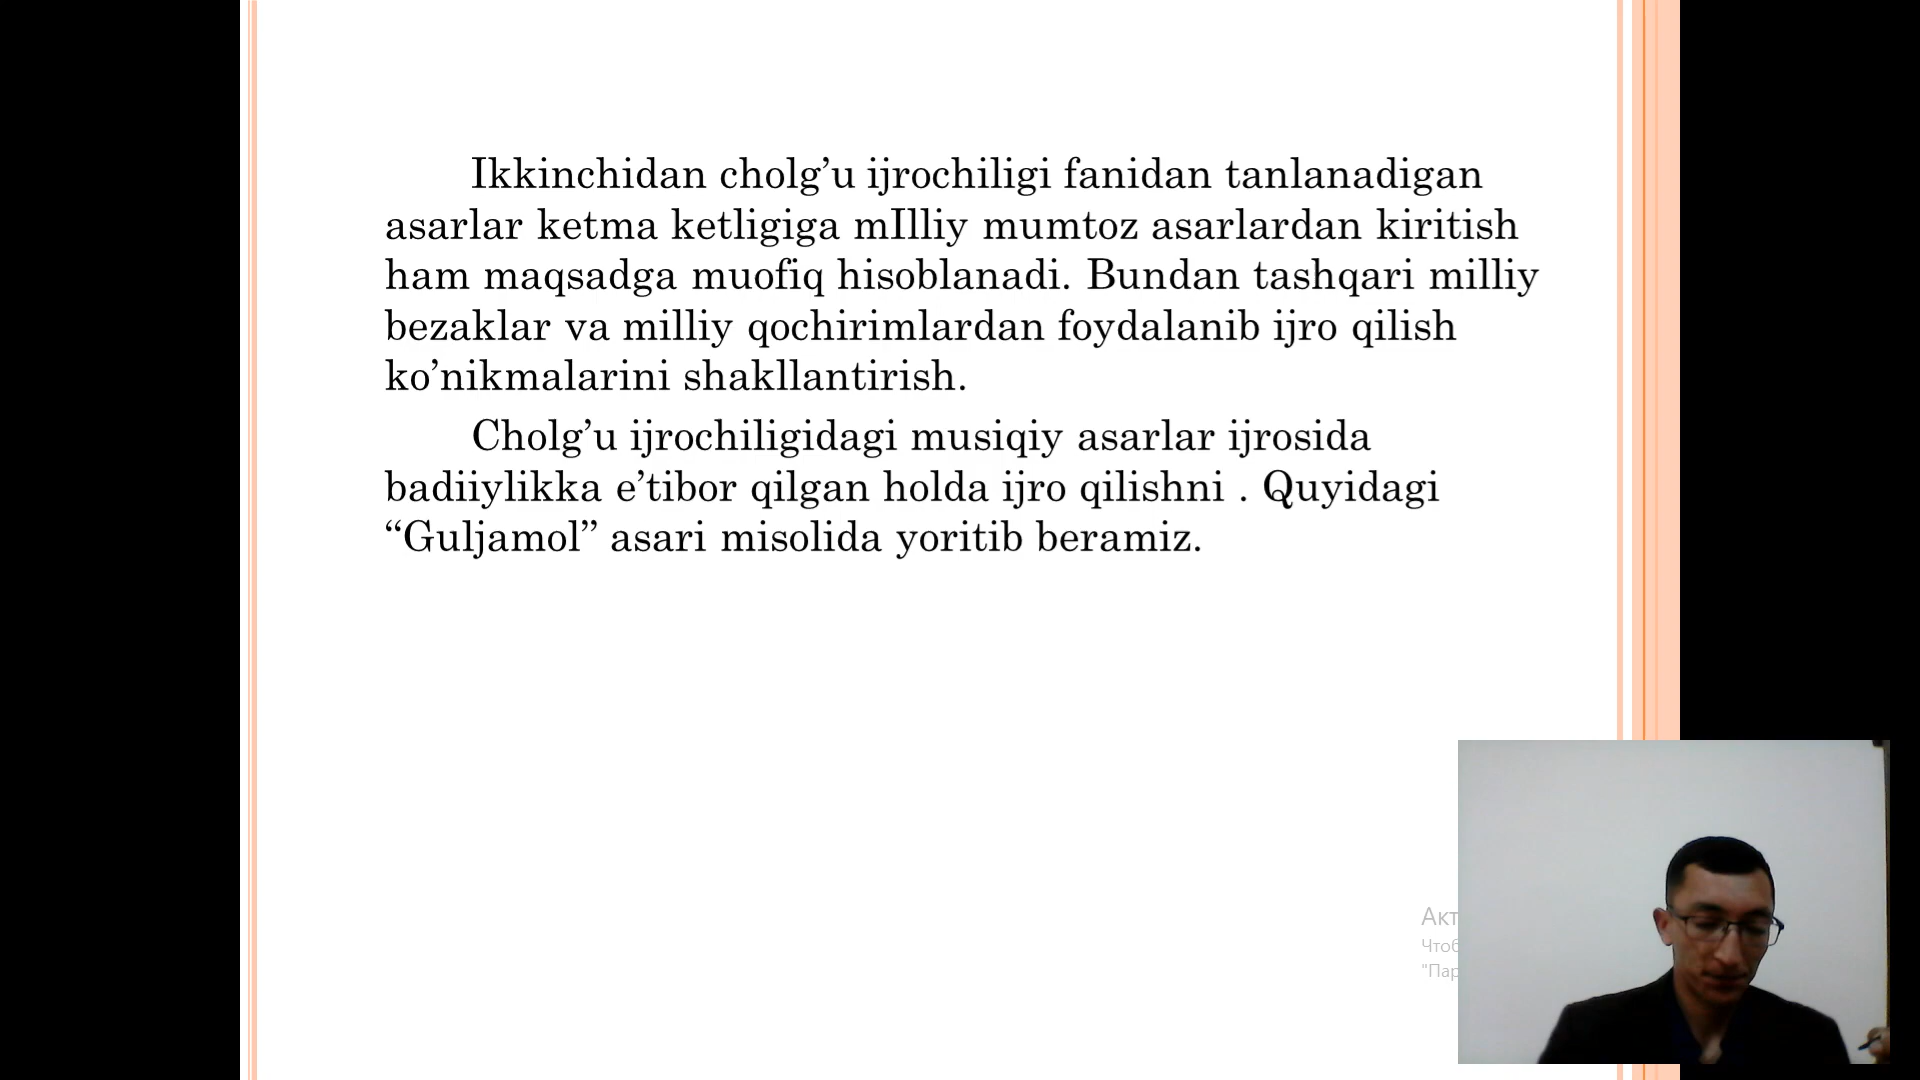 Ikkinchidan cholg’u ijrochiligi fanidan tanlanadigan
asarlar ketma ketligiga mIlliy mumtoz asarlardan kiritish
ham maqsadga muofiq hisoblanadi. Bundan tashqari milliy
bezaklar va milliy qochirimlardan foydalanib ijro qilish
ko’nikmalarini shakllantirish.
Cholg’u ijrochiligidagi musiqiy asarlar ijrosida
badiiylikka e’tibor qilgan holda ijro qilishni . Quyidagi
“Guljamol” asari misolida yoritib beramiz.